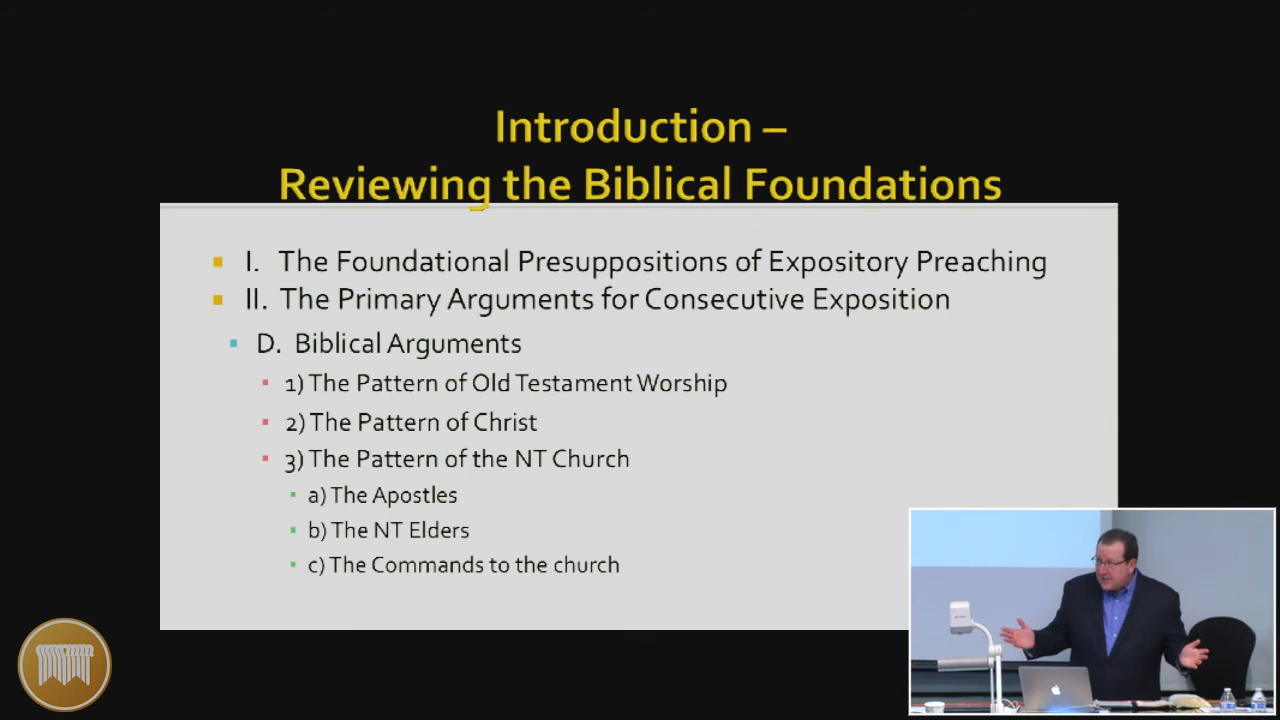 Introduction –
Reviewing the Biblical Foundations
I. The Foundational Presuppositions of Expository Preaching
II. The Primary Arguments for Consecutive Exposition
D. Biblical Arguments
1) The Pattern of Old Testament Worship
2) The Pattern of Christ
3) The Pattern of the NT Church
a) The Apostles
b) The NT Elders
c) The Commands to the church